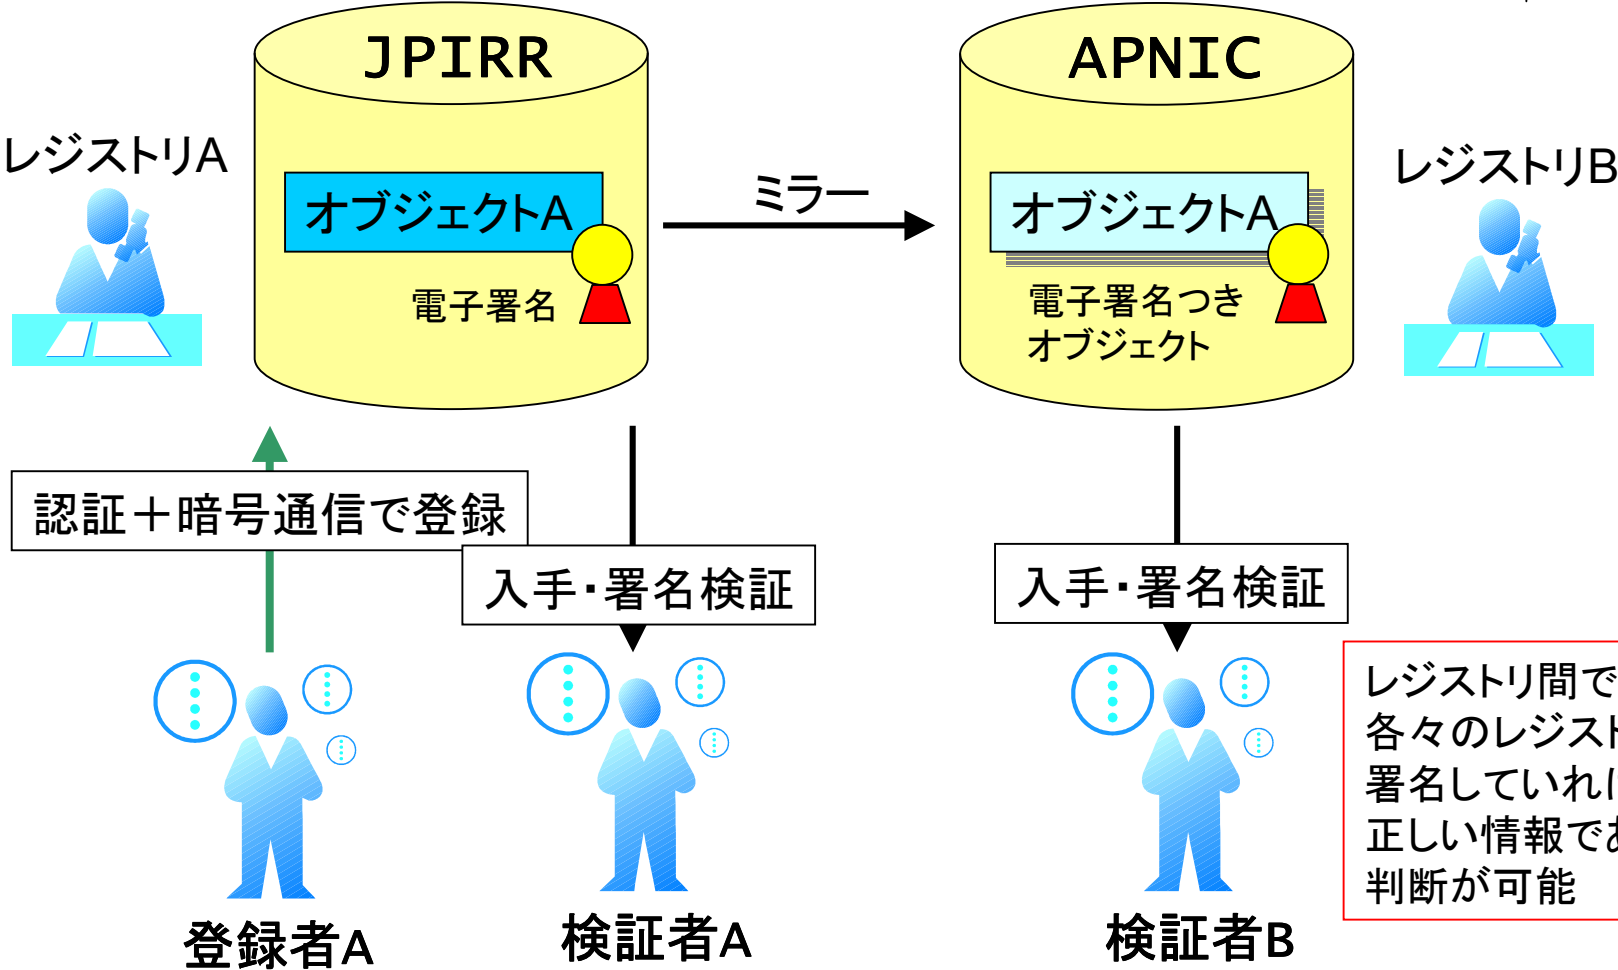 JPIRR
APNIC
レジストリA
オブジェクトA
ミラー
オブジェクトA
レジストリB
電子署名
電子署名つき
オブジェクト
認証＋暗号通信で登録
入手・署名検証
入手・署名検証
レジストリ間で
各々のレジスト
署名していれ
正しい情報で
判断が可能
登録者A
検証者A
検証者B